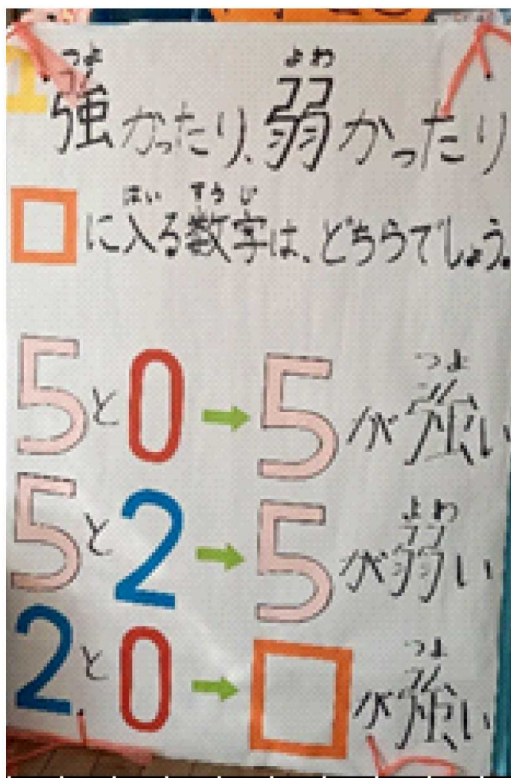 強かったり、弱かったり
□に入る数字は、どちらでしょう。
5と0→5が強い
5と2→5が弱い
2と0→□が強い